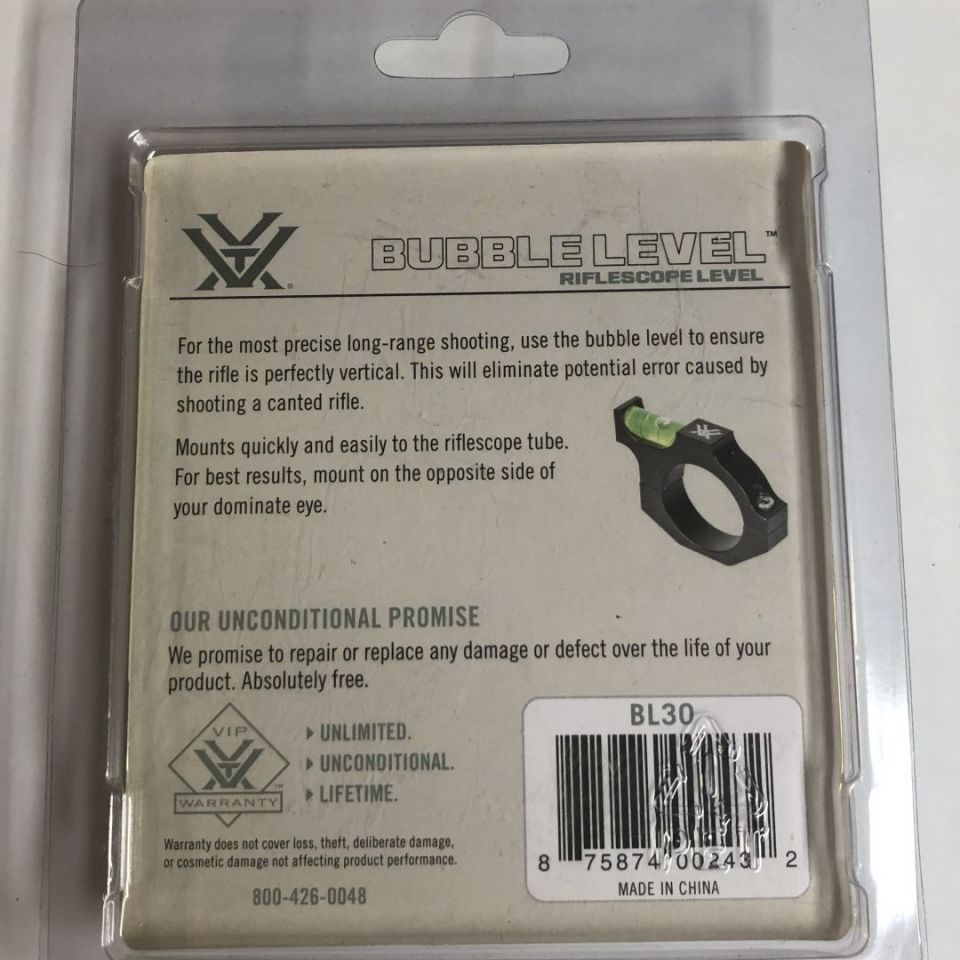 BUBBLE LEVEL™
RIFLESCOPE LEVEL
For the most precise long-range shooting, use the bubble level to ensure
the rifle is perfectly vertical. This will eliminate potential error caused by
shooting a canted rifle.
Mounts quickly and easily to the riflescope tube.
For best results, mount on the opposite side of
your dominate eye.
OUR UNCONDITIONAL PROMISE
We promise to repair or replace any damage or defect over the life of your
product. Absolutely free.
VIP
WARRANTY™
UNLIMITED.
UNCONDITIONAL.
LIFETIME.
Warranty does not cover loss, theft, deliberate damage,
or cosmetic damage not affecting product performance.
800-426-0048
BL30
8 75874 00243 2
MADE IN CHINA